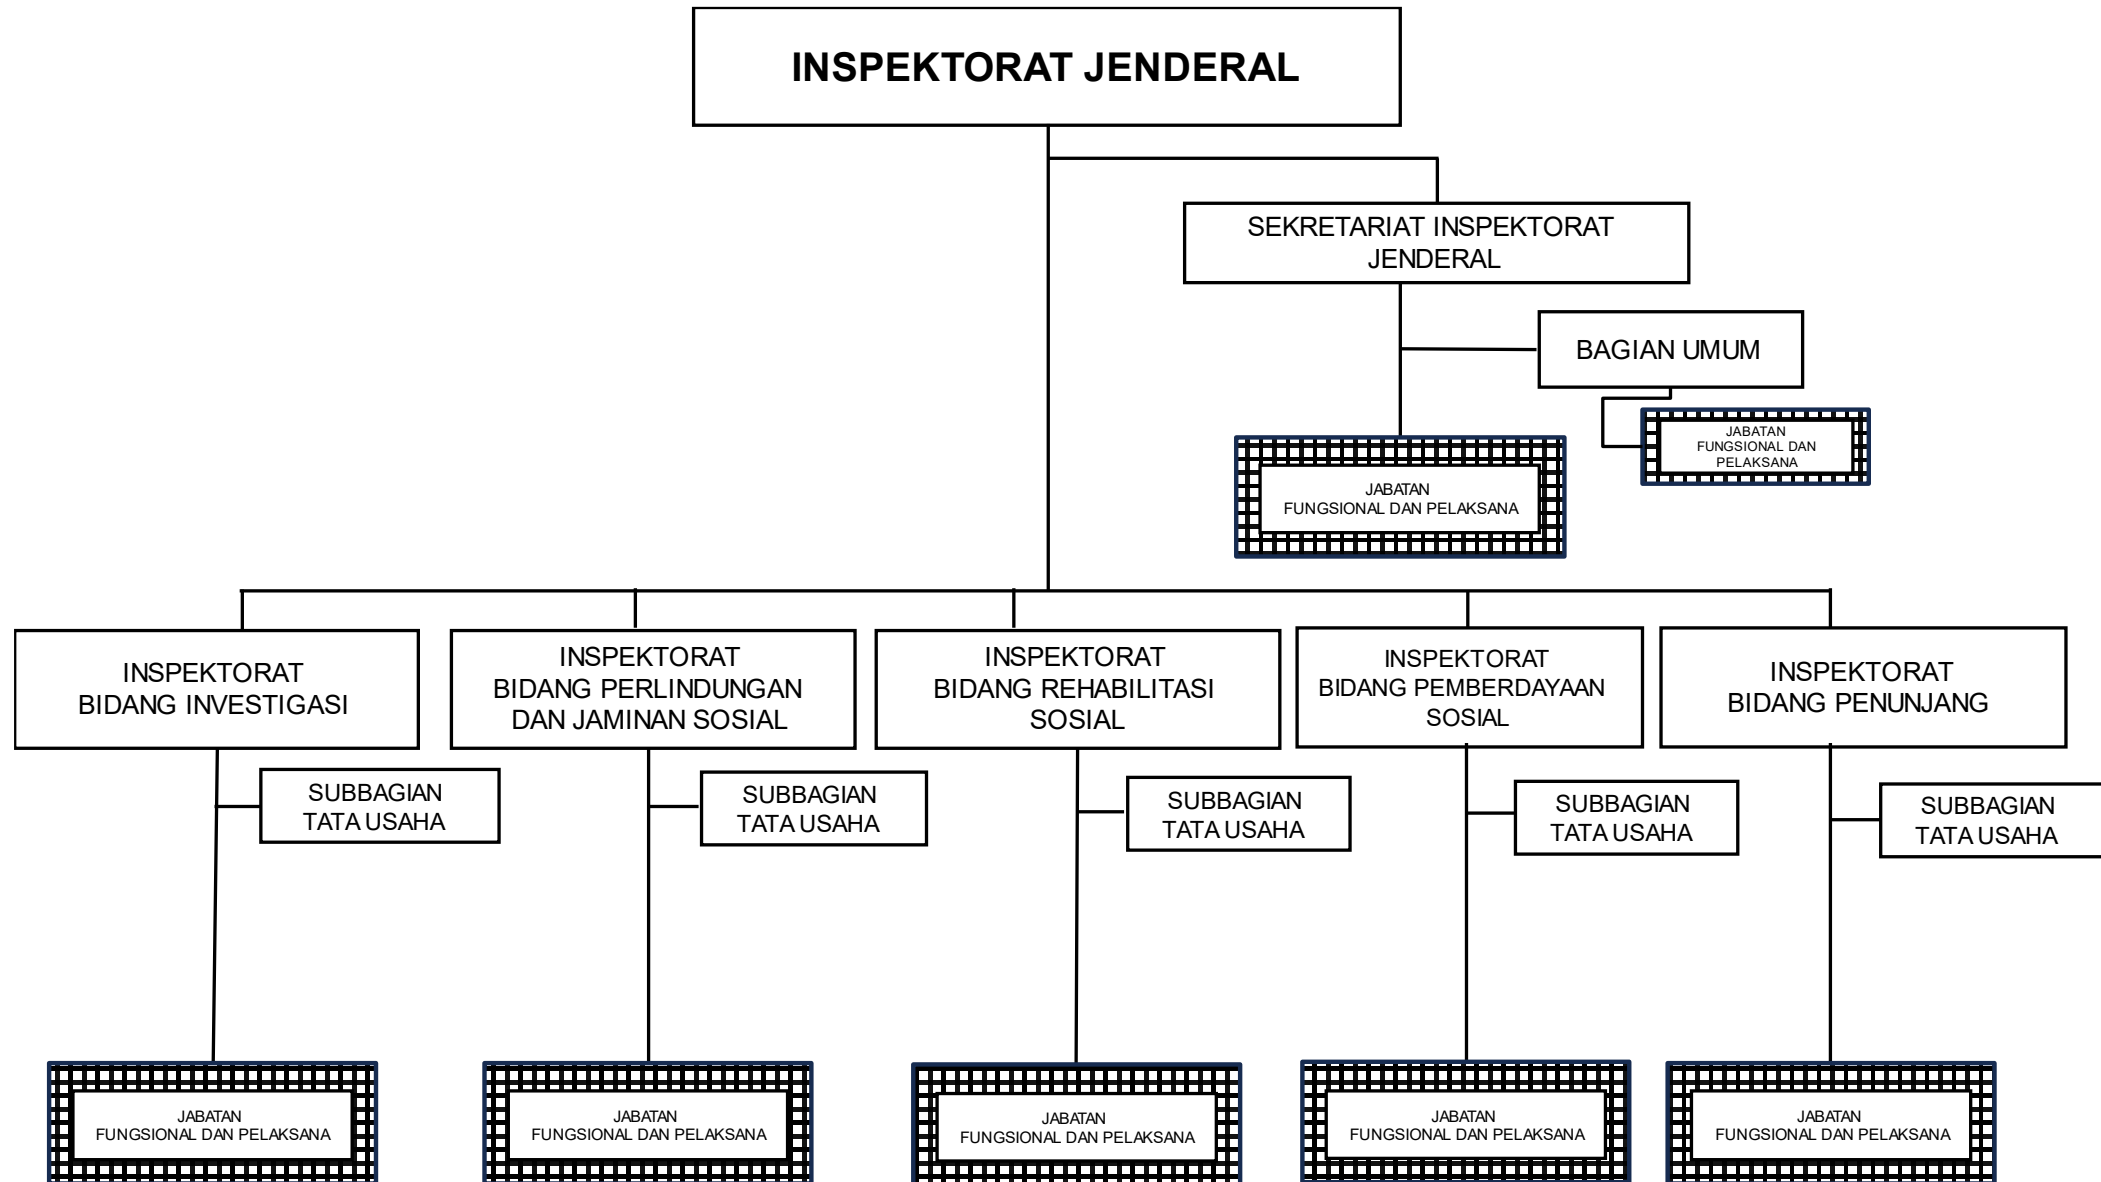 INSPEKTORAT JENDERAL
SEKRETARIAT INSPEKTORAT
JENDERAL
BAGIAN UMUM
JABATAN
FUNGSIONAL DAN
PELAKSANA
JABATAN
FUNGSIONAL DAN PELAKSANA
INSPEKTORAT
BIDANG INVESTIGASI
INSPEKTORAT
BIDANG PERLINDUNGAN
DAN JAMINAN SOSIAL
INSPEKTORAT
BIDANG REHABILITASI
SOSIAL
INSPEKTORAT
BIDANG PEMBERDAYAAN
SOSIAL
INSPEKTORAT
BIDANG PENUNJANG
SUBBAGIAN
TATA USAHA
SUBBAGIAN
TATA USAHA
SUBBAGIAN
TATA USAHA
SUBBAGIAN
TATA USAHA
SUBBAGIAN
TATA USAHA
JABATAN
FUNGSIONAL DAN PELAKSANA
JABATAN
FUNGSIONAL DAN PELAKSANA
JABATAN
FUNGSIONAL DAN PELAKSANA
JABATAN
FUNGSIONAL DAN PELAKSANA
JABATAN
FUNGSIONAL DAN PELAKSANA